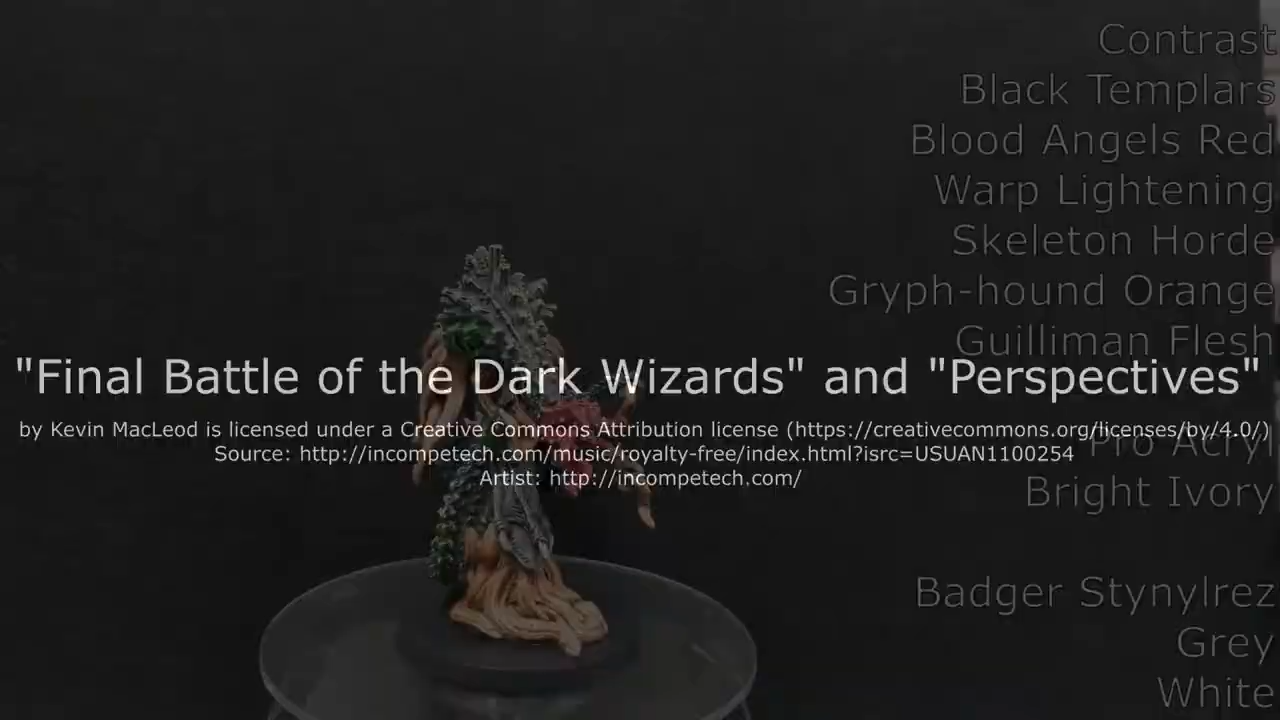 Contrast
Black Templars
Blood Angels Red
Warp Lightening
Skeleton Horde
Gryph-hound Orange
Guilliman Flesh
"Final Battle of the Dark Wizards" and "Perspectives"
by Kevin MacLeod is licensed under a Creative Commons Attribution license (https://creativecommons.org/licenses/by/4.0/)
Pro Acryl
Source: http://incompetech.com/music/royalty-free/index.html?isrc=USUAN1100254
Artist: http://incompetech.com/
Bright Ivory
Badger Stynylrez
Grey
White